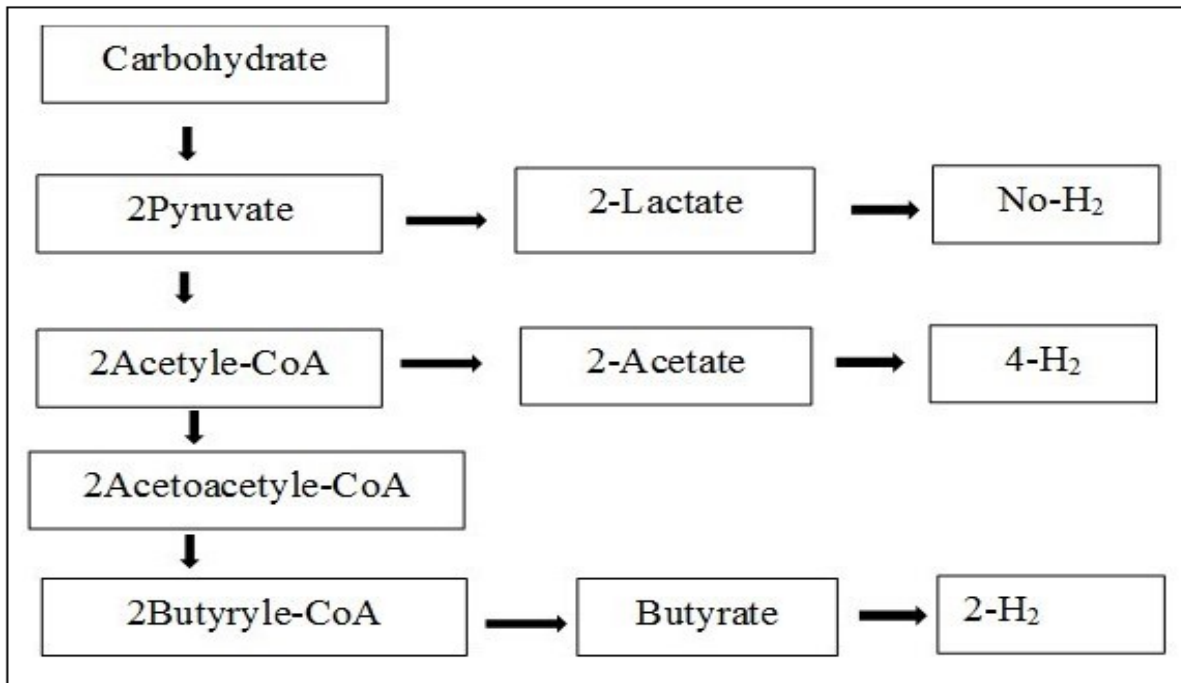 Carbohydrate
2Pyruvate
2-Lactate
No-H₂
2Acetyle-CoA
2-Acetate
4-H₂
2Acetoacetyle-CoA
2Butyryle-CoA
Butyrate
2-H₂